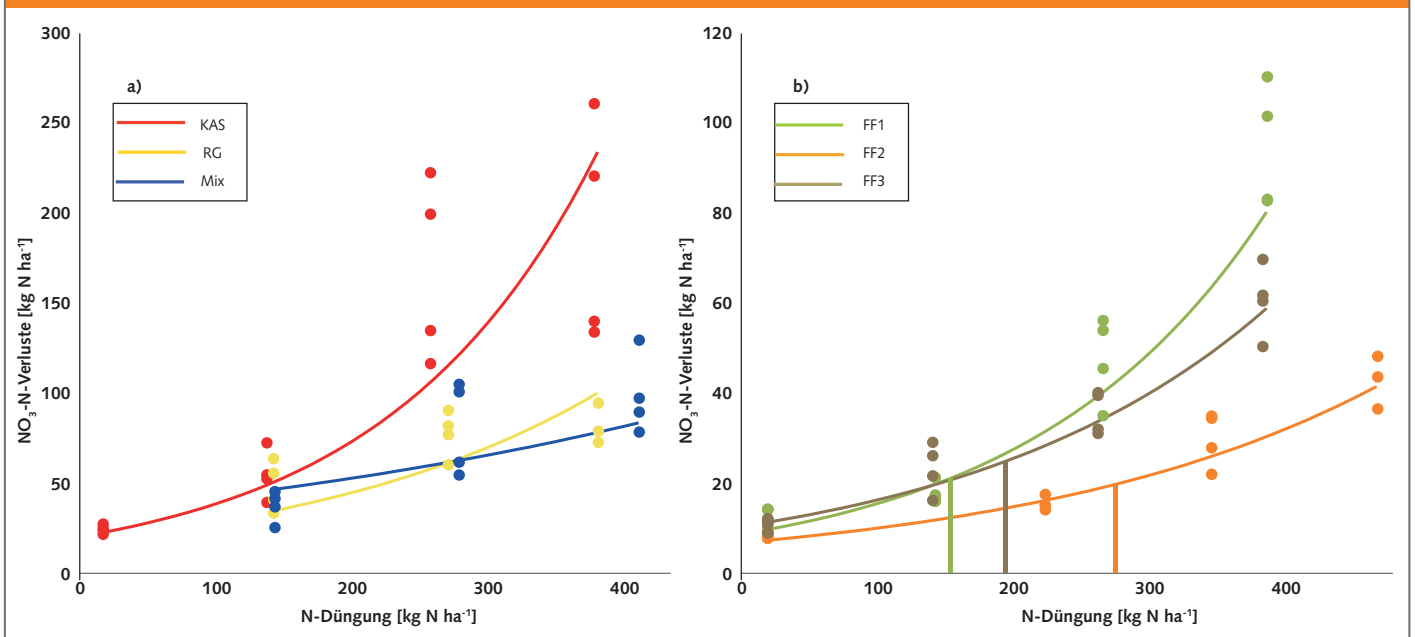 a)
KAS
RG
Mix
300
250
200
150
100
50
0
0 100 200 300 400
NO₃-N-Verluste [kg N ha⁻¹]
N-Düngung [kg N ha⁻¹]
b)
FF1
FF2
FF3
120
100
80
60
40
20
0
0 100 200 300 400
NO₃-N-Verluste [kg N ha⁻¹]
N-Düngung [kg N ha⁻¹]